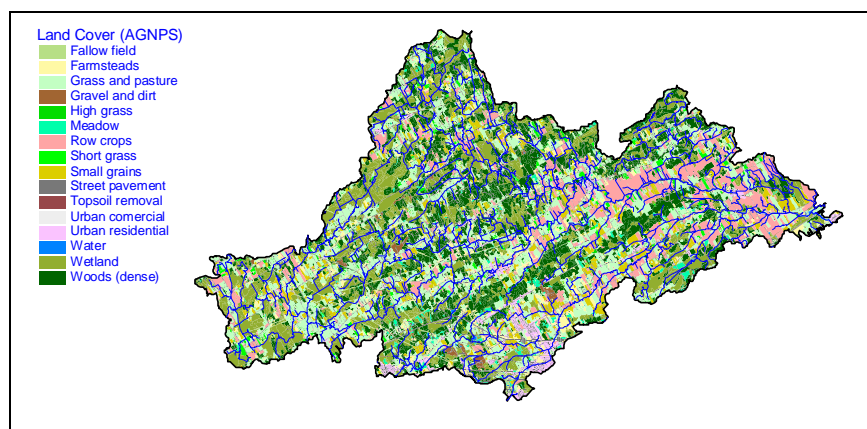 Land Cover (AGNPS)
Fallow field
Farmsteads
Grass and pasture
Gravel and dirt
High grass
Meadow
Row crops
Short grass
Small grains
Street pavement
Topsoil removal
Urban comercial
Urban residential
Water
Wetland
Woods (dense)